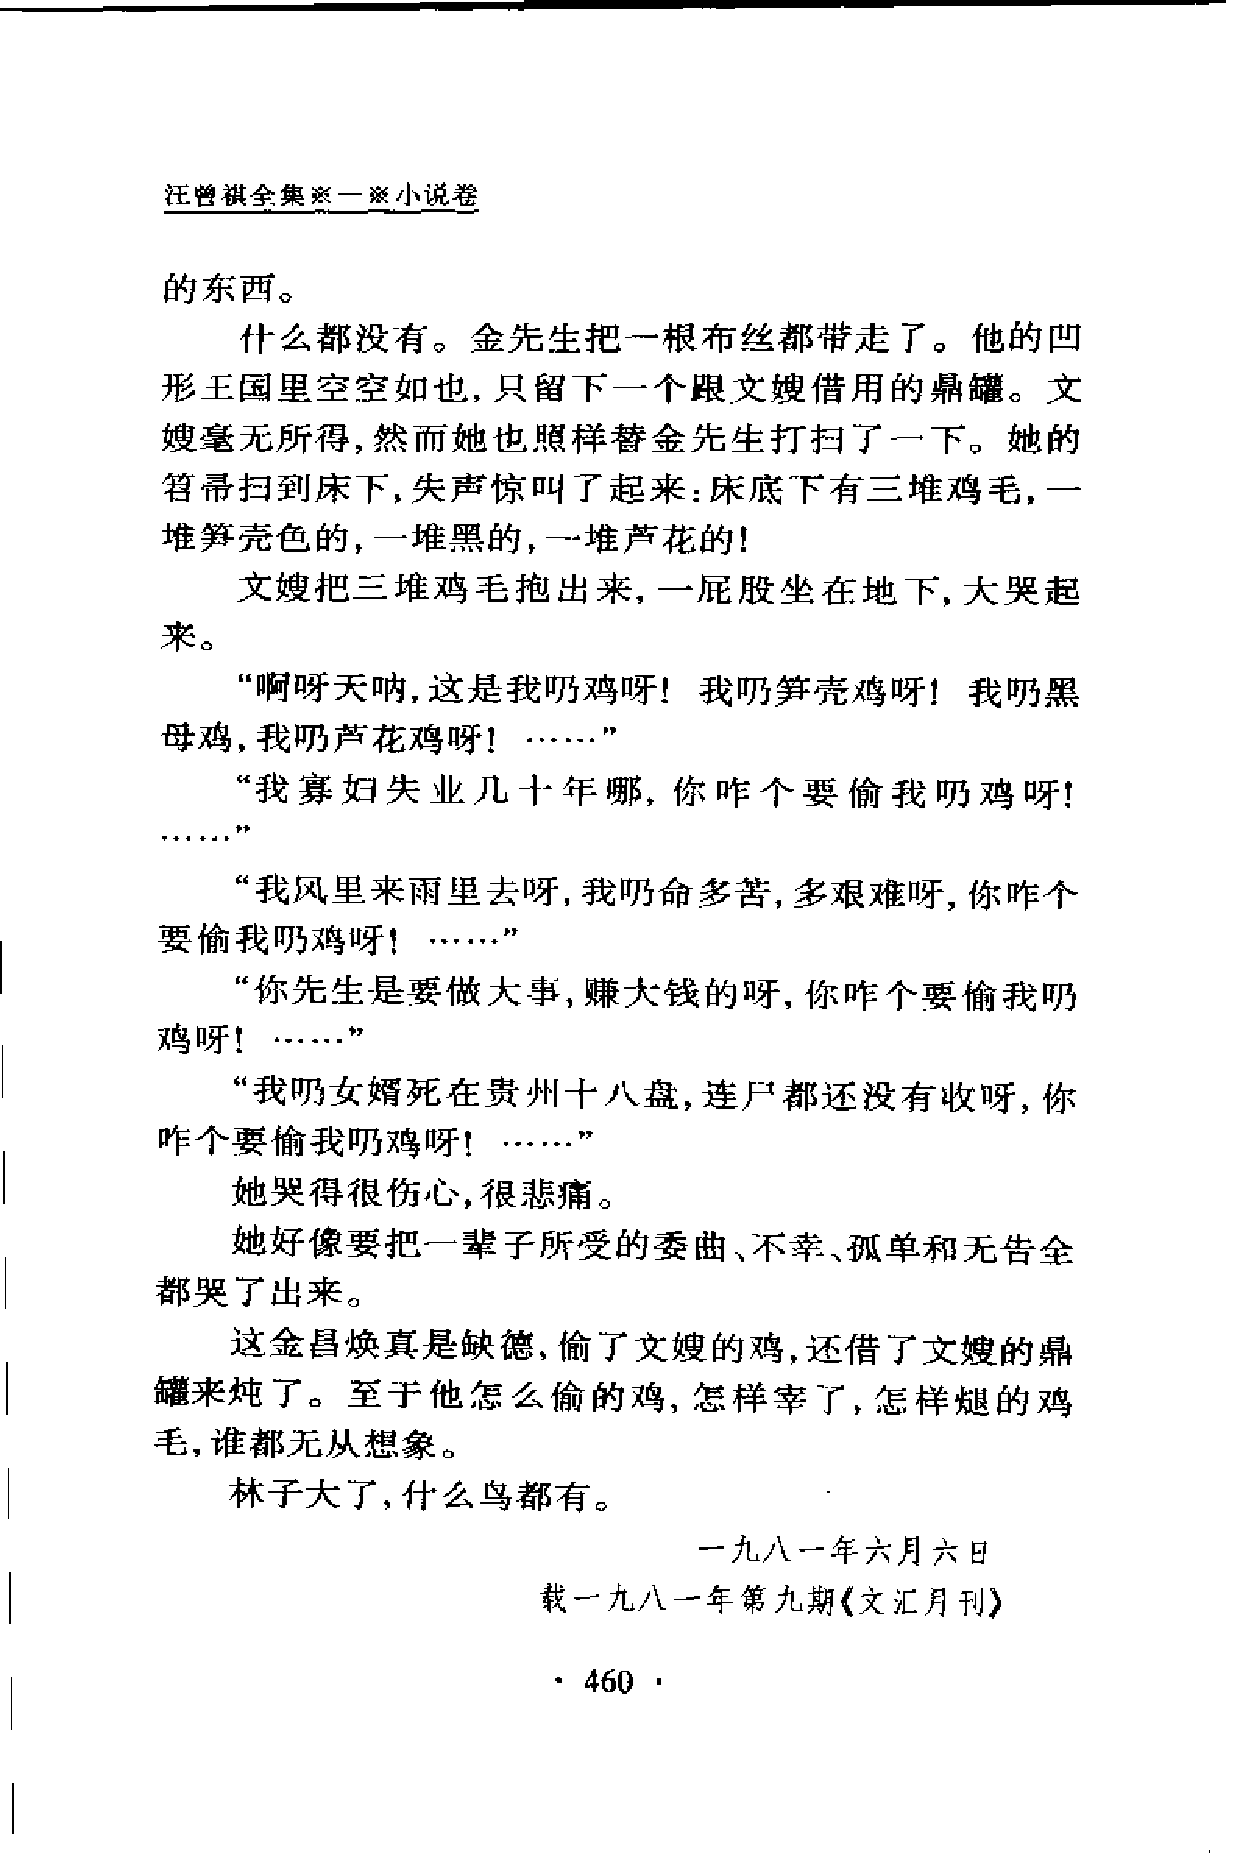 汪曾祺全集※一※小说卷
的东西。
什么都没有。金先生把一根布丝都带走了。他的凹
形王国里空空如也,只留下一个跟文嫂借用的鼎罐。文
嫂毫无所得,然而她也照样替金先生打扫了一下。她的
笤帚扫到床下,失声惊叫了起来:床底下有三堆鸡毛,一
堆笋壳色的,一堆黑的,一堆芦花的!
文嫂把三堆鸡毛抱出来,一屁股坐在地下,大哭起
来。
“啊呀天呐,这是我叨鸡呀! 我叨笋壳鸡呀! 我叨黑
母鸡,我叨芦花鸡呀! ……”
“我寡妇失业几十年哪,你咋个要偷我叨鸡呀!
……”
“我风里来雨里去呀,我叨命多苦,多艰难呀,你咋个
要偷我叨鸡呀! ……”
“你先生是要做大事,赚大钱的呀,你咋个要偷我叨
鸡呀! ……”
“我叨女婿死在贵州十八盘,连尸都还没有收呀,你
咋个要偷我叨鸡呀! ……”
她哭得很伤心,很悲痛。
她好像要把一辈子所受的委曲、不幸、孤单和无告全
都哭了出来。
这金昌焕真是缺德,偷了文嫂的鸡,还借了文嫂的鼎
罐来炖了。至于他怎么偷的鸡,怎样宰了,怎样煺的鸡
毛,谁都无从想象。
林子大了,什么鸟都有。
一九八一年六月六日
载一九八一年第九期《文汇月刊》
· 460 ·